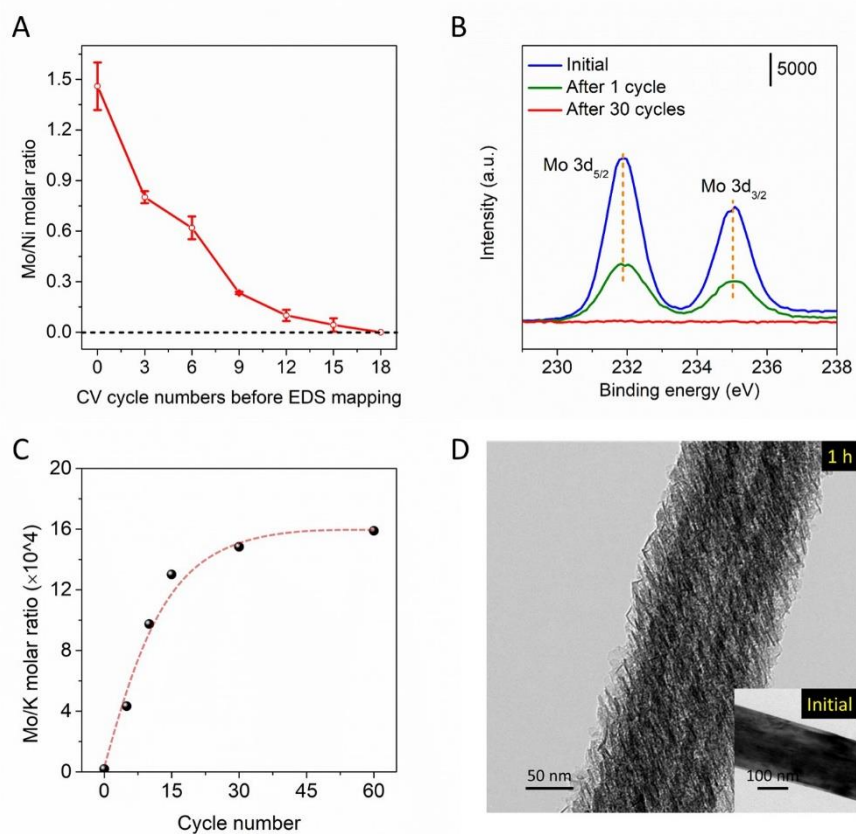 A
Mo/Ni molar ratio
1.5
1.2
0.9
0.6
0.3
0.0
0 3 6 9 12 15 18
CV cycle numbers before EDS mapping
B
Intensity (a.u.)
Initial
After 1 cycle
After 30 cycles
5000
Mo 3d5/2
Mo 3d3/2
230 232 234 236 238
Binding energy (eV)
C
Mo/K molar ratio (×10^4)
20
16
12
8
4
0
0 15 30 45 60
Cycle number
D
1 h
Initial
50 nm
100 nm